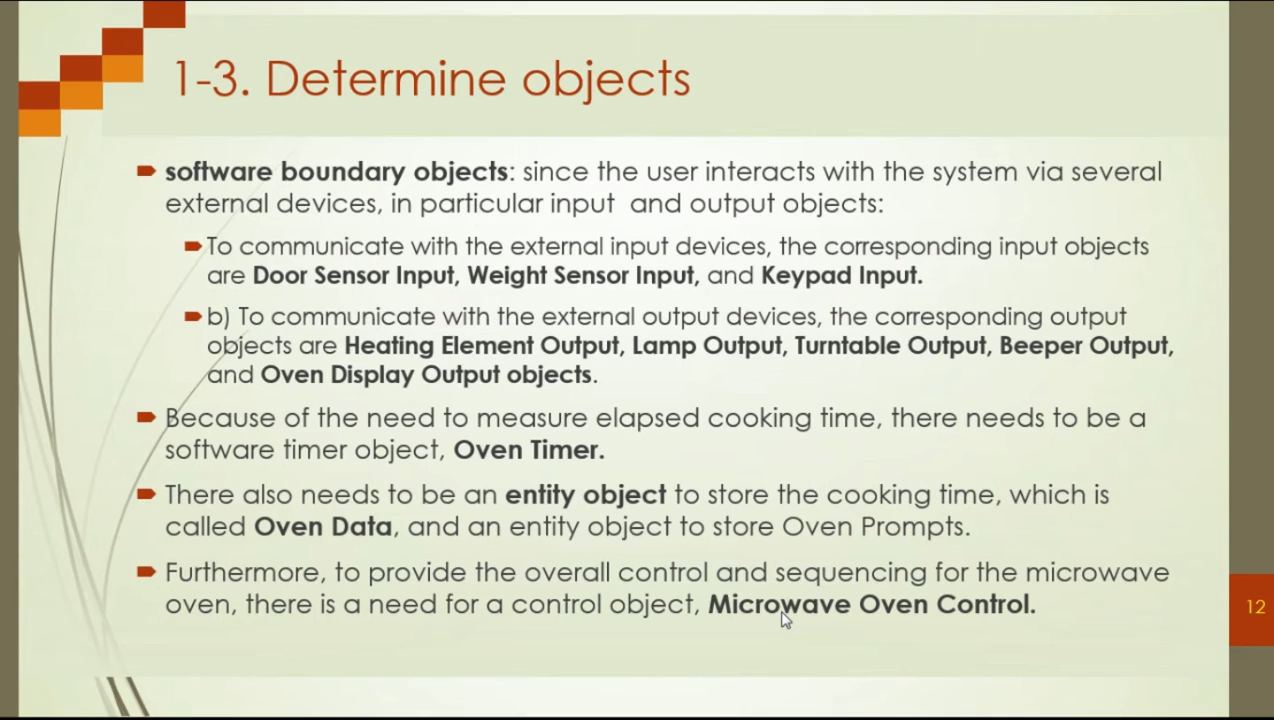 1-3. Determine objects
software boundary objects: since the user interacts with the system via several
external devices, in particular input and output objects:
To communicate with the external input devices, the corresponding input objects
are Door Sensor Input, Weight Sensor Input, and Keypad Input.
b) To communicate with the external output devices, the corresponding output
objects are Heating Element Output, Lamp Output, Turntable Output, Beeper Output,
and Oven Display Output objects.
Because of the need to measure elapsed cooking time, there needs to be a
software timer object, Oven Timer.
There also needs to be an entity object to store the cooking time, which is
called Oven Data, and an entity object to store Oven Prompts.
Furthermore, to provide the overall control and sequencing for the microwave
oven, there is a need for a control object, Microwave Oven Control.
12